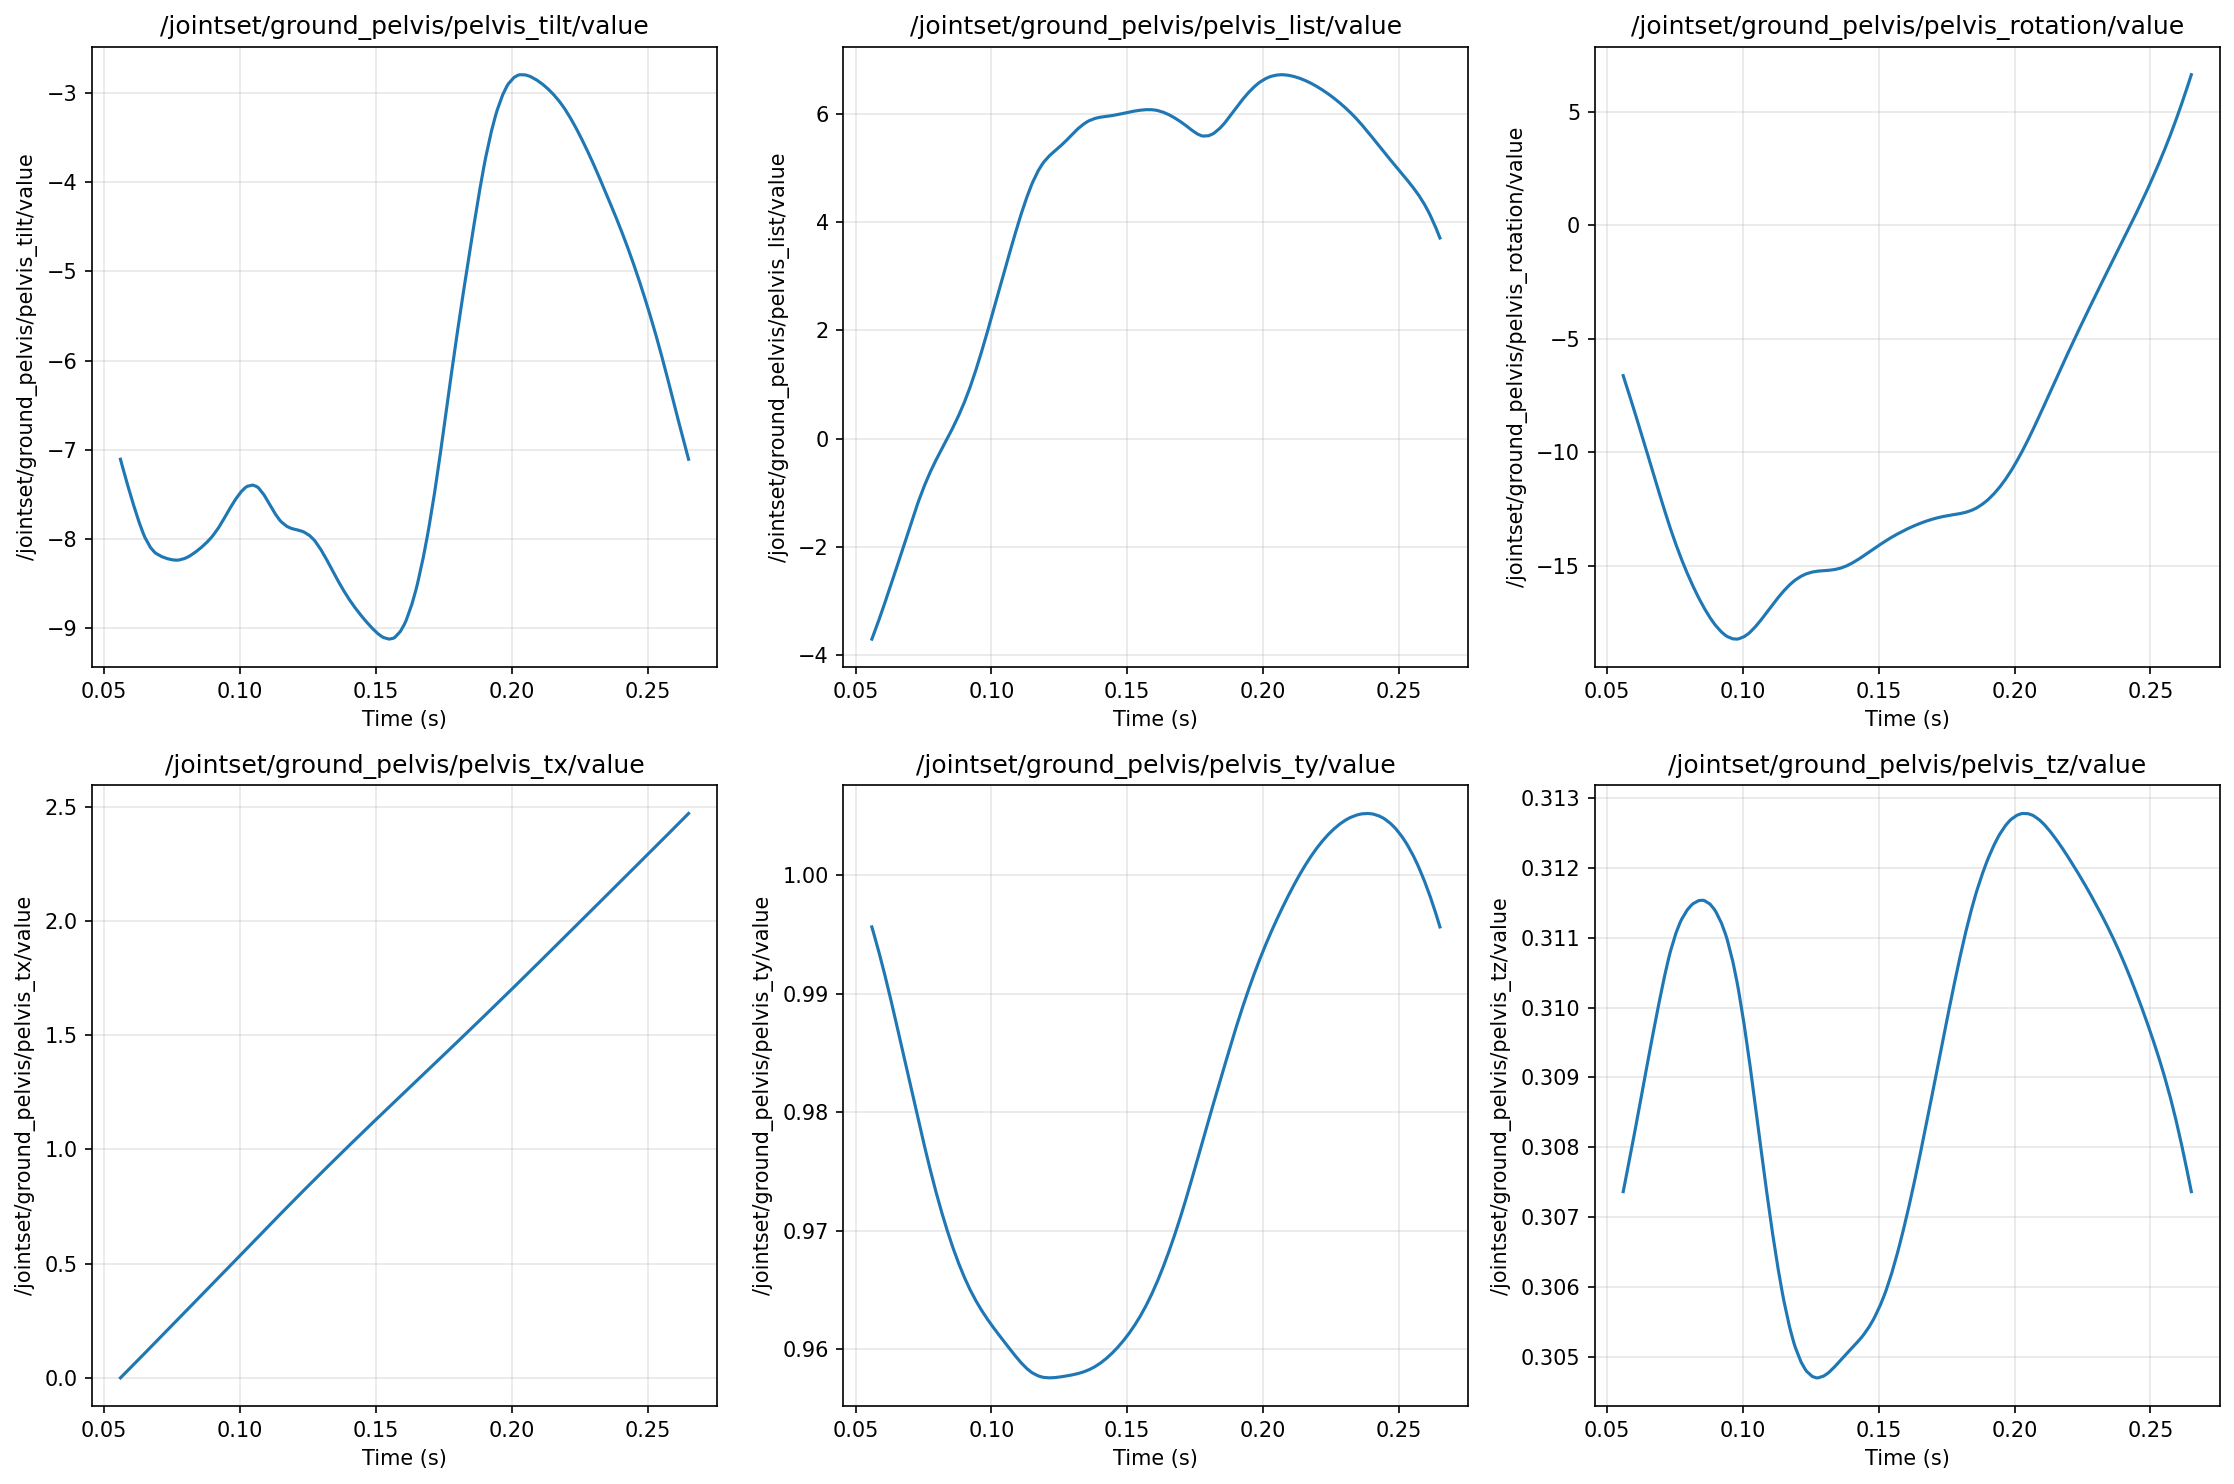 /jointset/ground_pelvis/pelvis_tilt/value
/jointset/ground_pelvis/pelvis_tilt/value
−3
−4
−5
−6
−7
−8
−9
0.05 0.10 0.15 0.20 0.25
Time (s)
/jointset/ground_pelvis/pelvis_list/value
/jointset/ground_pelvis/pelvis_list/value
6
4
2
0
−2
−4
0.05 0.10 0.15 0.20 0.25
Time (s)
/jointset/ground_pelvis/pelvis_rotation/value
/jointset/ground_pelvis/pelvis_rotation/value
5
0
−5
−10
−15
0.05 0.10 0.15 0.20 0.25
Time (s)
/jointset/ground_pelvis/pelvis_tx/value
/jointset/ground_pelvis/pelvis_tx/value
2.5
2.0
1.5
1.0
0.5
0.0
0.05 0.10 0.15 0.20 0.25
Time (s)
/jointset/ground_pelvis/pelvis_ty/value
/jointset/ground_pelvis/pelvis_ty/value
1.00
0.99
0.98
0.97
0.96
0.05 0.10 0.15 0.20 0.25
Time (s)
/jointset/ground_pelvis/pelvis_tz/value
/jointset/ground_pelvis/pelvis_tz/value
0.313
0.312
0.311
0.310
0.309
0.308
0.307
0.306
0.305
0.05 0.10 0.15 0.20 0.25
Time (s)